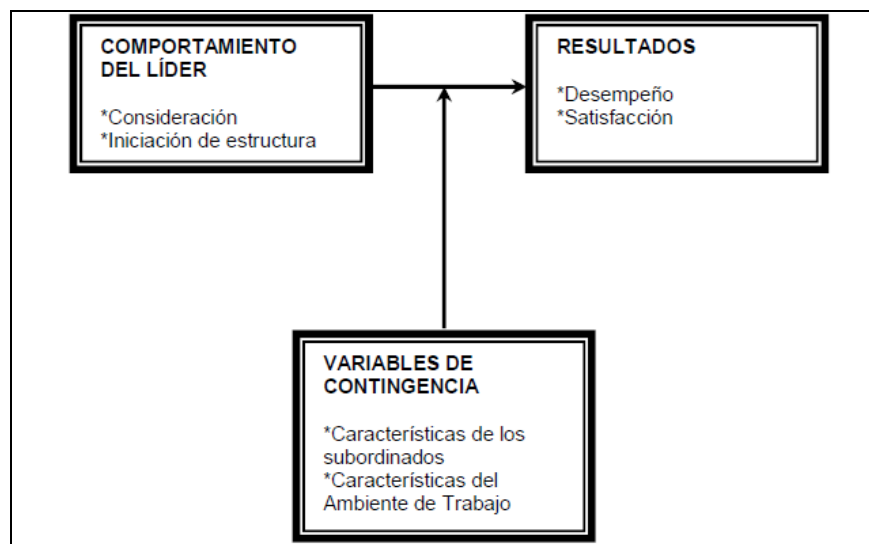 COMPORTAMIENTO
DEL LÍDER
*Consideración
*Iniciación de estructura
RESULTADOS
*Desempeño
*Satisfacción
VARIABLES DE
CONTINGENCIA
*Características de los
subordinados
*Características del
Ambiente de Trabajo